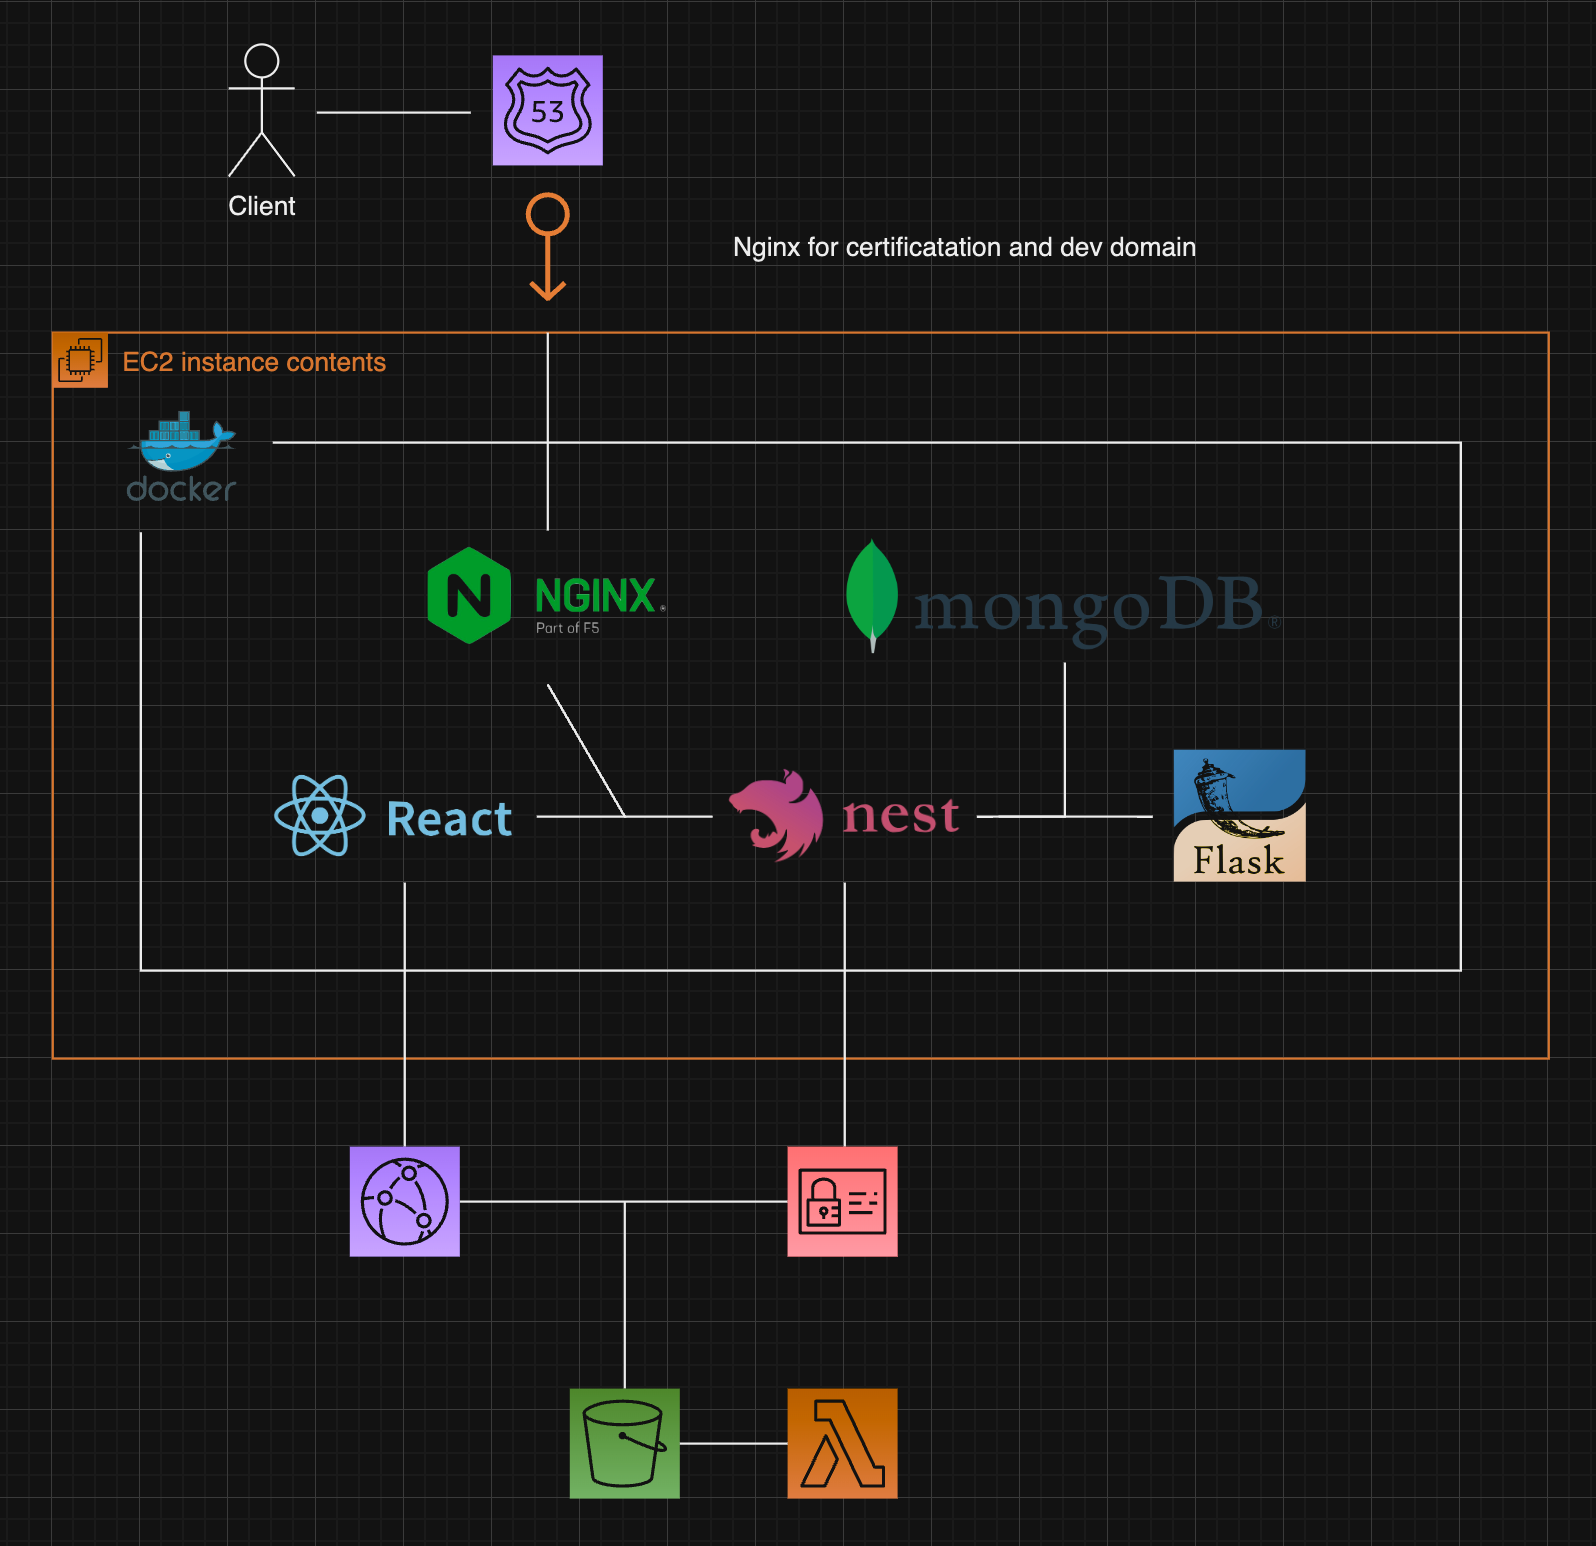 53
Client
Nginx for certificatation and dev domain
EC2 instance contents
docker
NGINX®
Part of F5
mongoDB®
React
nest
Flask